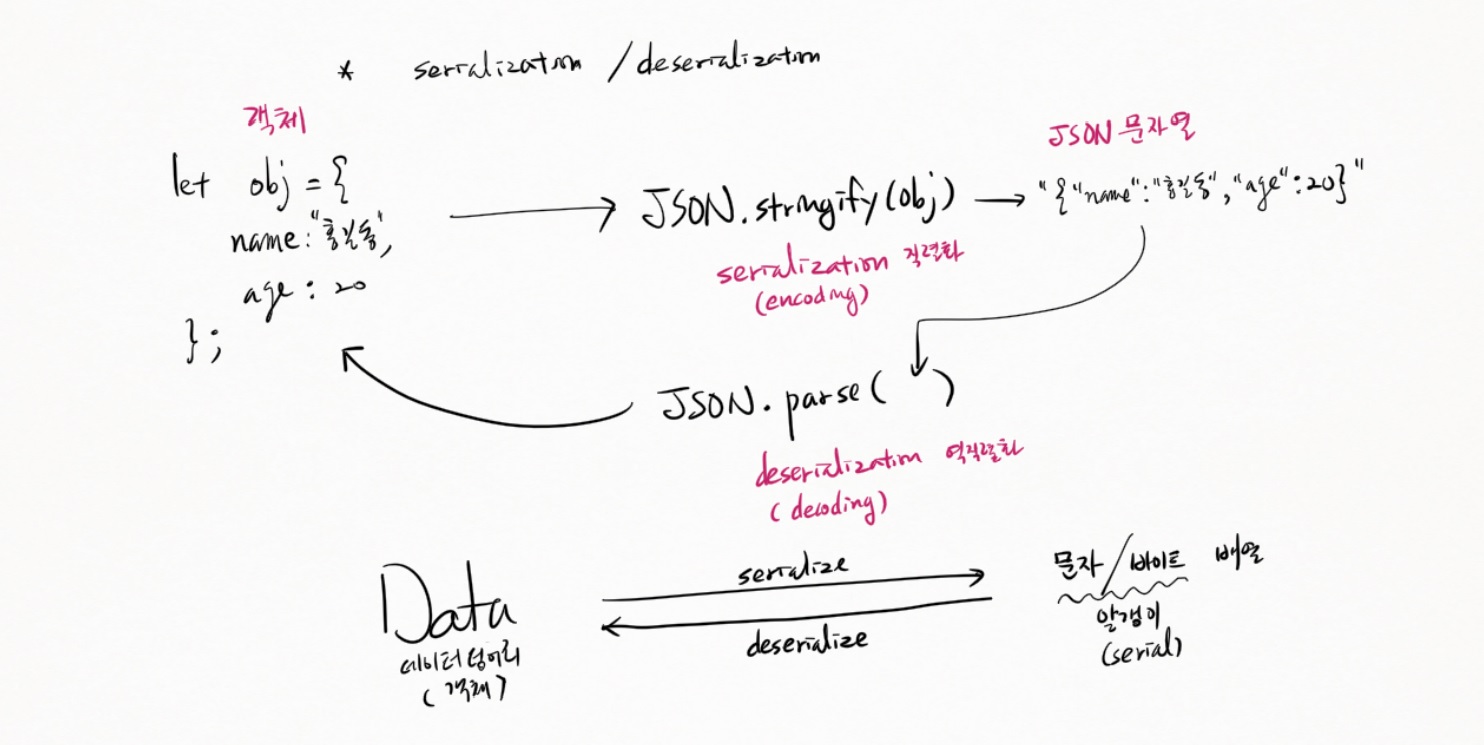 * serialization / deserialization
객체
let obj = {
name: "홍길동",
age : 20
};
JSON.stringify(obj)
serialization 직렬화
(encoding)
JSON 문자열
"{"name":"홍길동","age":20}"
JSON.parse( )
deserialization 역직렬화
(decoding)
Data
데이터 덩어리
(객체)
serialize
deserialize
문자/바이트 배열
알갱이
(serial)